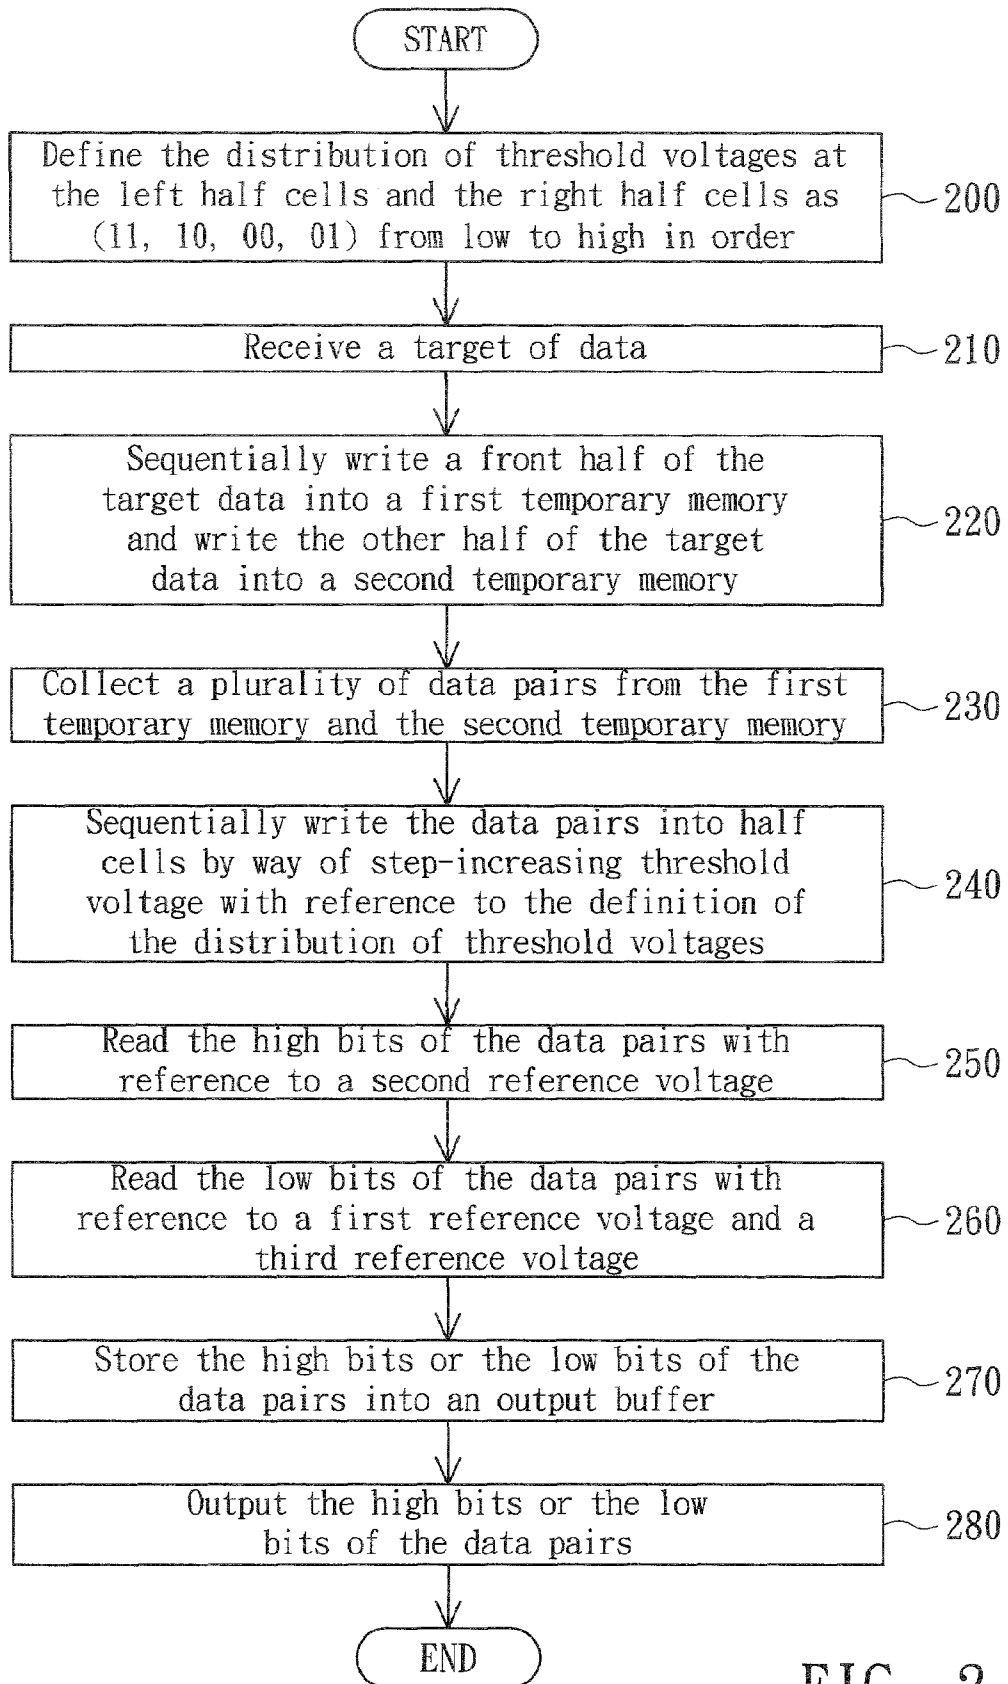 START
Define the distribution of threshold voltages at
the left half cells and the right half cells as
(11, 10, 00, 01) from low to high in order
200
Receive a target of data
210
Sequentially write a front half of the
target data into a first temporary memory
and write the other half of the target
data into a second temporary memory
220
Collect a plurality of data pairs from the first
temporary memory and the second temporary memory
230
Sequentially write the data pairs into half
cells by way of step-increasing threshold
voltage with reference to the definition of
the distribution of threshold voltages
240
Read the high bits of the data pairs with
reference to a second reference voltage
250
Read the low bits of the data pairs with
reference to a first reference voltage and a
third reference voltage
260
Store the high bits or the low bits of the
data pairs into an output buffer
270
Output the high bits or the low
bits of the data pairs
280
END